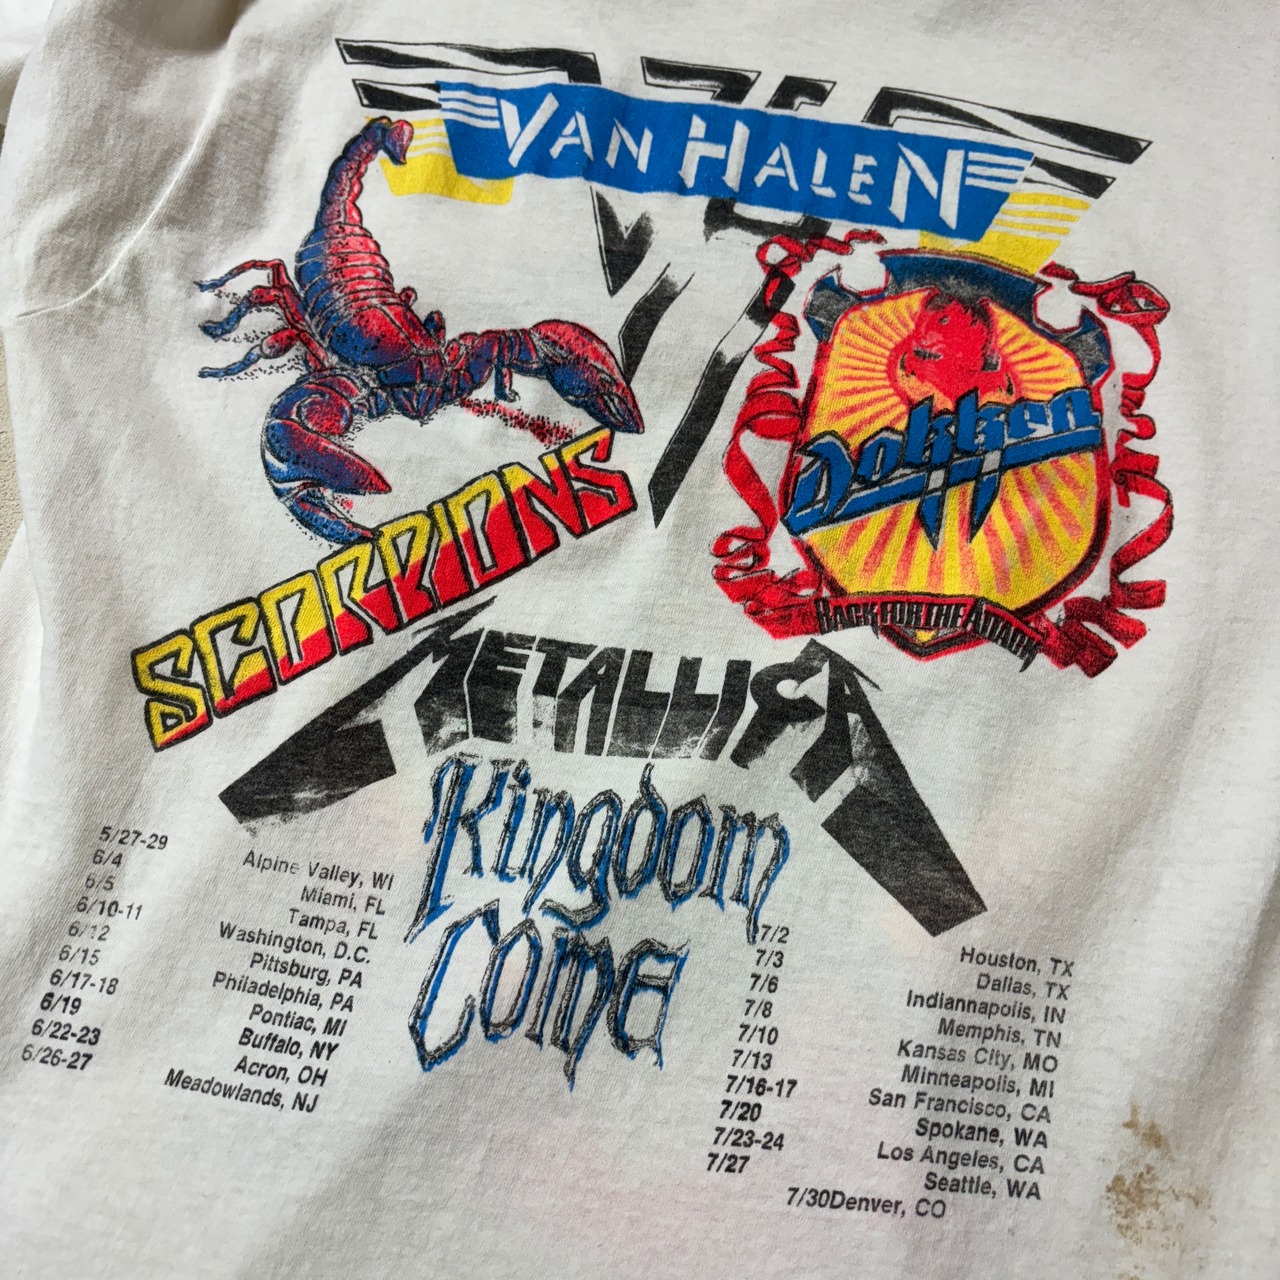 VAN HALEN
Dokken
SCORPIONS
BACK FOR THE ATTACK
METALLICA
Kingdom
Come
5/27-29 Alpine Valley, WI
6/4 Miami, FL
6/5 Tampa, FL
6/10-11 Washington, D.C.
6/12 Pittsburg, PA
6/15 Philadelphia, PA
6/17-18 Pontiac, MI
6/19 Buffalo, NY
6/22-23 Acron, OH
6/26-27 Meadowlands, NJ
7/2 Houston, TX
7/3 Dallas, TX
7/6 Indiannapolis, IN
7/8 Memphis, TN
7/10 Kansas City, MO
7/13 Minneapolis, MI
7/16-17 San Francisco, CA
7/20 Spokane, WA
7/23-24 Los Angeles, CA
7/27 Seattle, WA
7/30Denver, CO